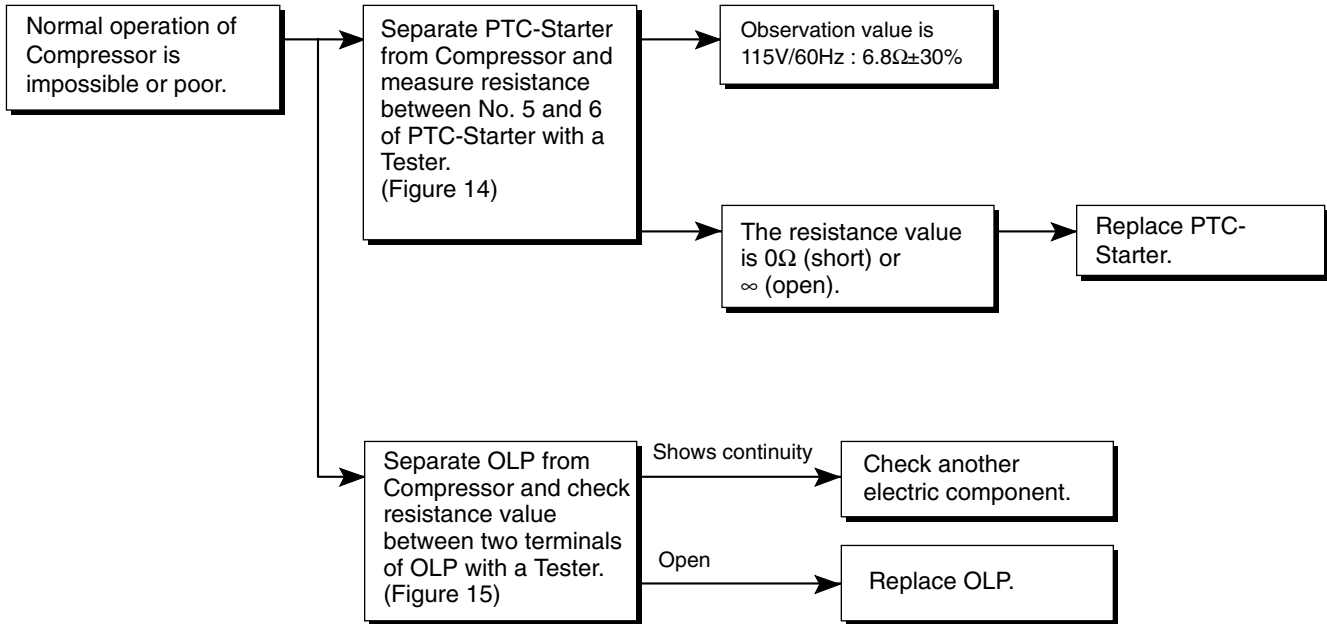 Normal operation of
Compressor is
impossible or poor.
Separate PTC-Starter
from Compressor and
measure resistance
between No. 5 and 6
of PTC-Starter with a
Tester.
(Figure 14)
Observation value is
115V/60Hz : 6.8Ω±30%
The resistance value
is 0Ω (short) or
∞ (open).
Replace PTC-
Starter.
Separate OLP from
Compressor and check
resistance value
between two terminals
of OLP with a Tester.
(Figure 15)
Shows continuity
Check another
electric component.
Open
Replace OLP.